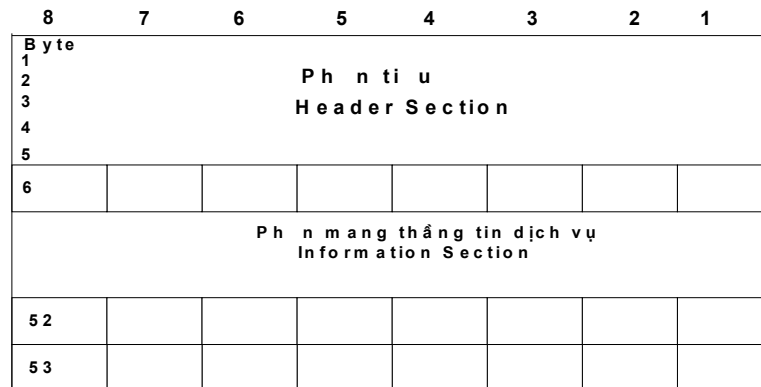 8 7 6 5 4 3 2 1
Byte
1
2
3
4
5
Ph n ti u
Header Section
6
Ph n mang thầng tin dịch vụ
Information Section
52
53